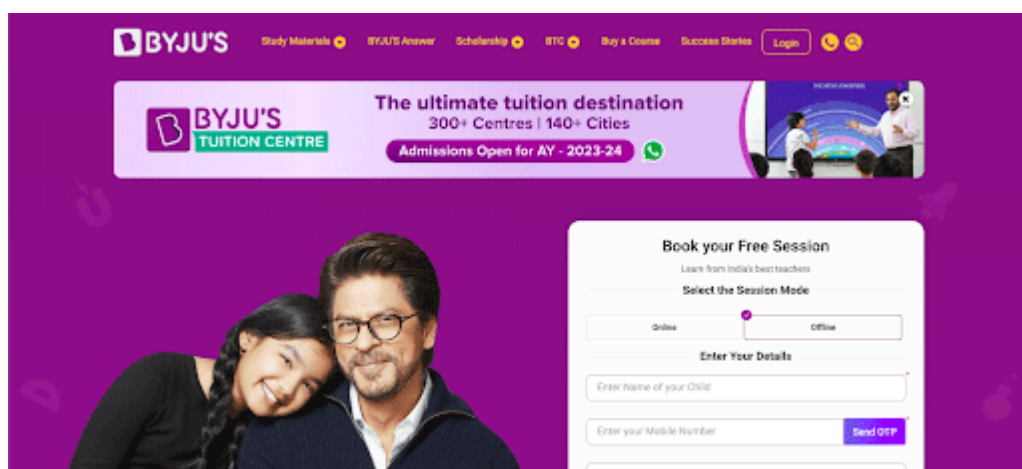 BYJU'S
Study Materials
BYJU'S Answer
Scholarship
BTC
Buy a Course
Success Stories
Login
BYJU'S
TUITION CENTRE
The ultimate tuition destination
300+ Centres | 140+ Cities
Admissions Open for AY - 2023-24
Book your Free Session
Learn from India's best teachers
Select the Session Mode
Online
Offline
Enter Your Details
Enter Name of your Child
Enter your Mobile Number
Send OTP